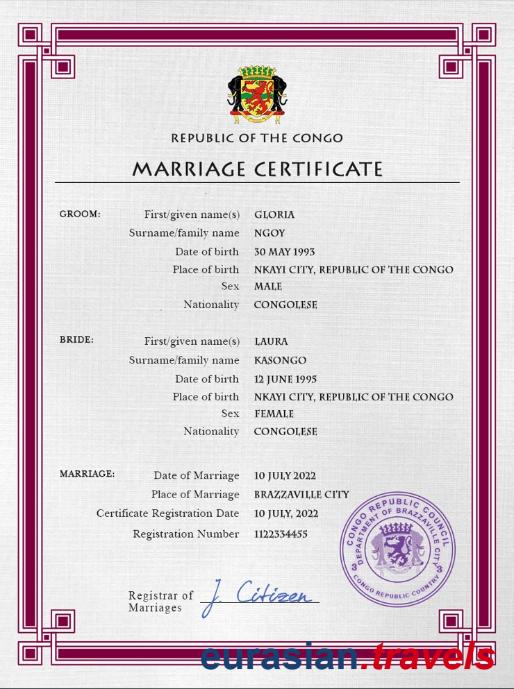 REPUBLIC OF THE CONGO
MARRIAGE CERTIFICATE
GROOM: First/given name(s) GLORIA
Surname/family name NGOY
Date of birth 30 MAY 1993
Place of birth NKAYI CITY, REPUBLIC OF THE CONGO
Sex MALE
Nationality CONGOLESE
BRIDE: First/given name(s) LAURA
Surname/family name KASONGO
Date of birth 12 JUNE 1995
Place of birth NKAYI CITY, REPUBLIC OF THE CONGO
Sex FEMALE
Nationality CONGOLESE
MARRIAGE: Date of Marriage 10 JULY 2022
Place of Marriage BRAZZAVILLE CITY
Certificate Registration Date 10 JULY, 2022
Registration Number 1122334455
CONGO REPUBLIC COUNCIL
DEPARTMENT OF BRAZZAVILLE CITY
3 3
CONGO REPUBLIC COUNTRY
Registrar of Marriages J. Citizen
eurasian.travels